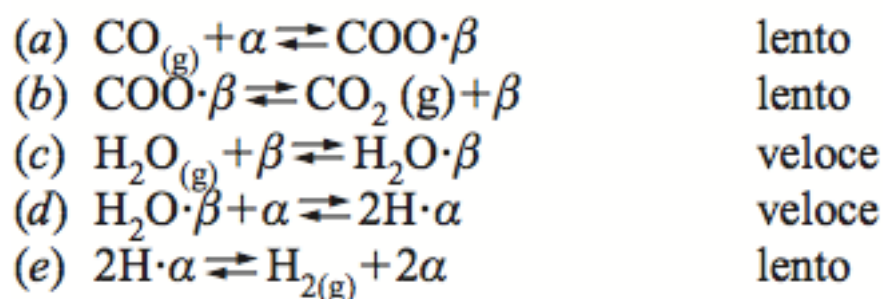 (a) CO(g)+α⇌COO·β lento
(b) COO·β⇌CO₂ (g)+β lento
(c) H₂O(g)+β⇌H₂O·β veloce
(d) H₂O·β+α⇌2H·α veloce
(e) 2H·α⇌H₂(g)+2α lento